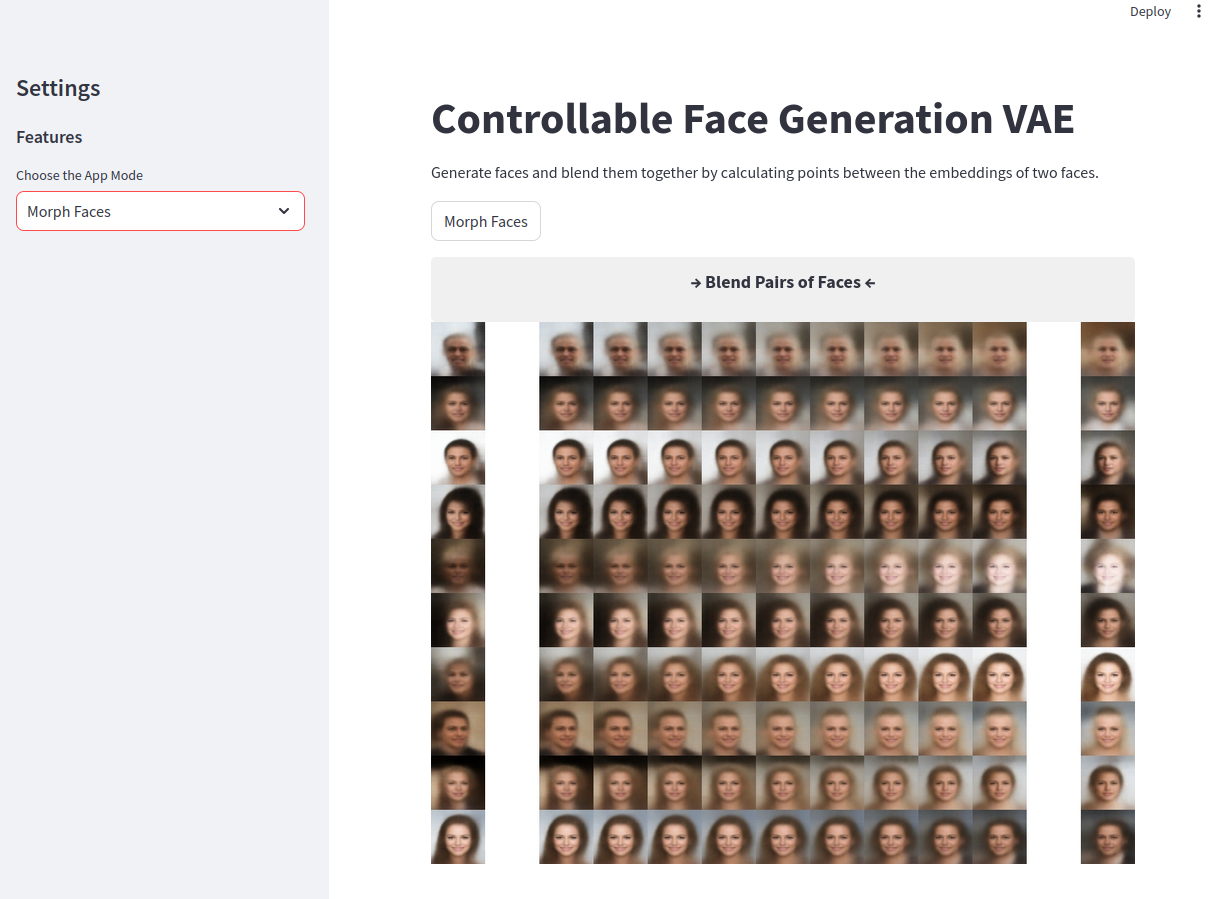 Deploy
Settings
Features
Choose the App Mode
Morph Faces
Controllable Face Generation VAE
Generate faces and blend them together by calculating points between the embeddings of two faces.
Morph Faces
→ Blend Pairs of Faces ←